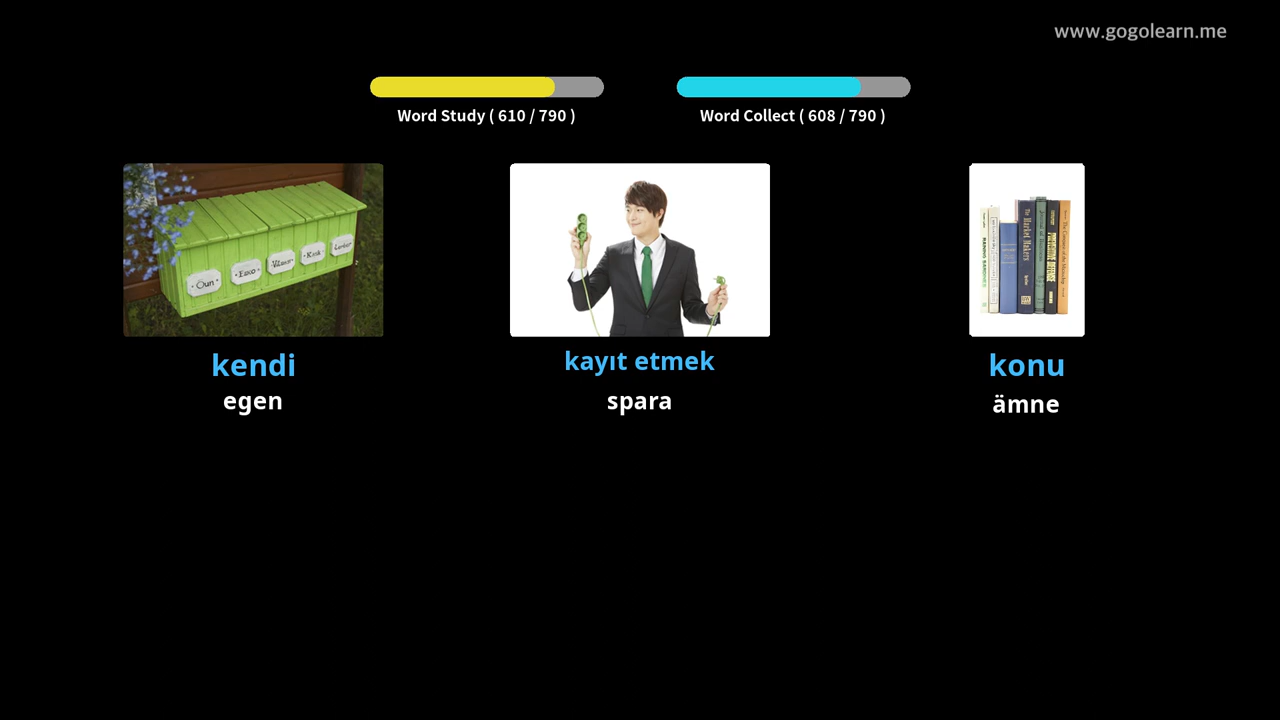 www.gogolearn.me
Word Study ( 610 / 790 )
Word Collect ( 608 / 790 )
kendi
egen
kayıt etmek
spara
konu
ämne